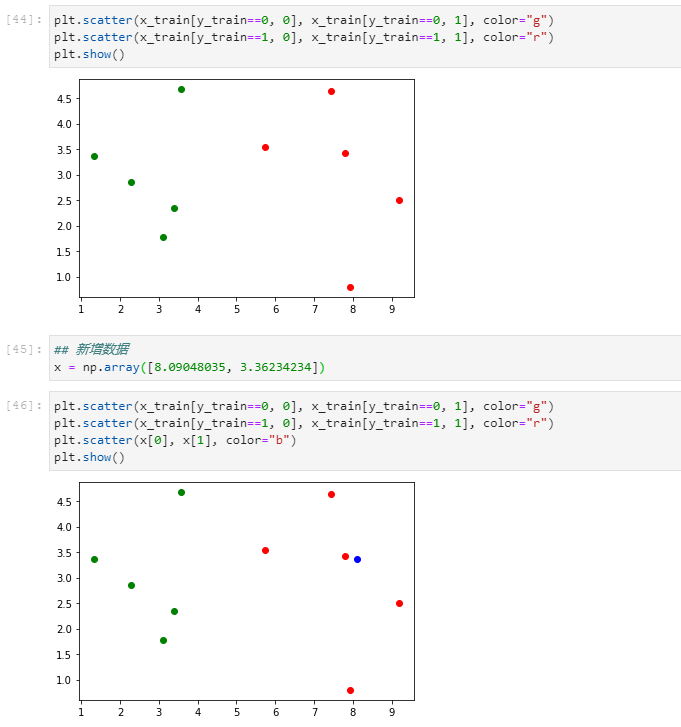 [44]:
plt.scatter(x_train[y_train==0, 0], x_train[y_train==0, 1], color="g")
plt.scatter(x_train[y_train==1, 0], x_train[y_train==1, 1], color="r")
plt.show()
4.5
4.0
3.5
3.0
2.5
2.0
1.5
1.0
1 2 3 4 5 6 7 8 9
[45]:
## 新增数据
x = np.array([8.09048035, 3.36234234])
[46]:
plt.scatter(x_train[y_train==0, 0], x_train[y_train==0, 1], color="g")
plt.scatter(x_train[y_train==1, 0], x_train[y_train==1, 1], color="r")
plt.scatter(x[0], x[1], color="b")
plt.show()
4.5
4.0
3.5
3.0
2.5
2.0
1.5
1.0
1 2 3 4 5 6 7 8 9